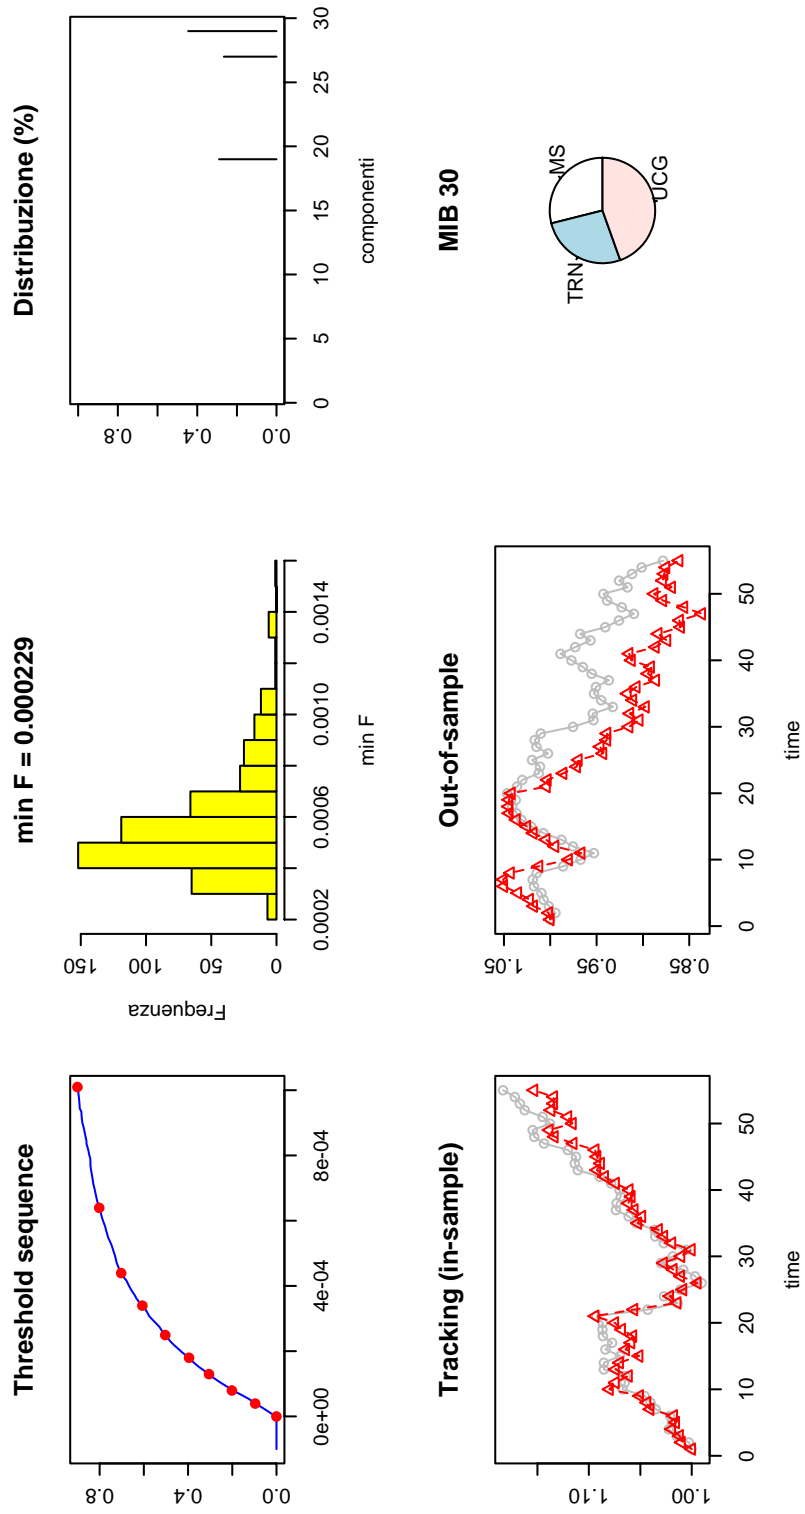 Threshold sequence
0.0 0.4 0.8
0e+00 4e-04 8e-04
min F = 0.000229
Frequenza
0 50 100 150
0.0002 0.0006 0.0010 0.0014
min F
Distribuzione (%)
0.0 0.4 0.8
0 5 10 15 20 25 30
componenti
Tracking (in-sample)
1.00 1.10
0 10 20 30 40 50
time
Out-of-sample
0.85 0.95 1.05
0 10 20 30 40 50
time
MIB 30
MS
TRN
UCG